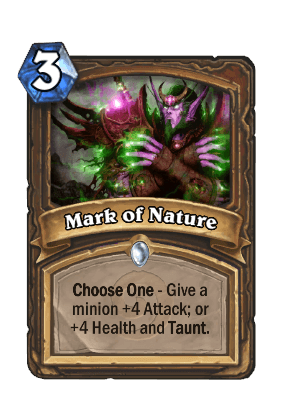 3
Mark of Nature
Choose One - Give a
minion +4 Attack; or
+4 Health and Taunt.